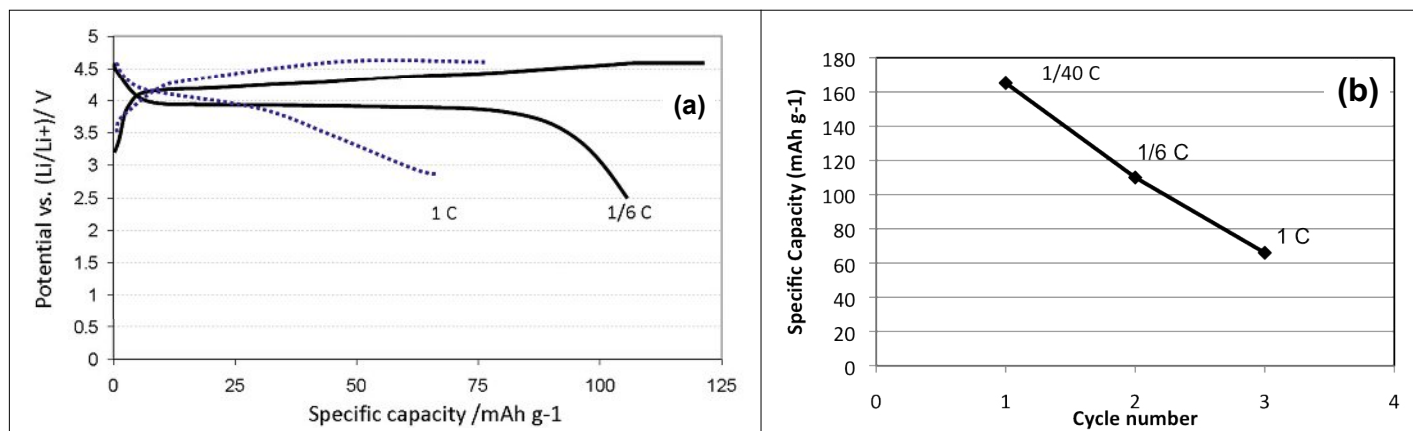 5
4.5
4
3.5
3
2.5
2
1.5
1
0.5
0
0 25 50 75 100 125
Potential vs. (Li/Li+)/ V
Specific capacity /mAh g-1
(a)
1 C
1/6 C
180
160
140
120
100
80
60
40
20
0
0 1 2 3 4
Specific Capacity (mAh g-1)
Cycle number
(b)
1/40 C
1/6 C
1 C